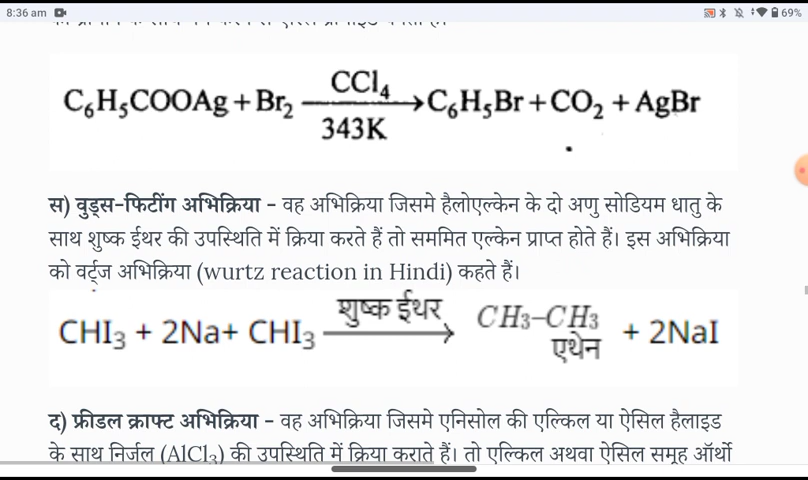 8:36 am 69%
C₆H₅COOAg + Br₂ —CCl₄ / 343K→ C₆H₅Br + CO₂ + AgBr
स) वुड्स-फिटींग अभिक्रिया – वह अभिक्रिया जिसमे हैलोएल्केन के दो अणु सोडियम धातु के
साथ शुष्क ईथर की उपस्थिति में क्रिया करते हैं तो सममित एल्केन प्राप्त होते हैं। इस अभिक्रिया
को वर्ट्ज अभिक्रिया (wurtz reaction in Hindi) कहते हैं।
शुष्क ईथर
CHI₃ + 2Na+ CHI₃ → CH₃–CH₃ + 2NaI
एथेन
द) फ्रीडल क्राफ्ट अभिक्रिया – वह अभिक्रिया जिसमे एनिसोल की एल्किल या ऐसिल हैलाइड
के साथ निर्जल (AlCl₃) की उपस्थिति में क्रिया कराते हैं। तो एल्किल अथवा ऐसिल समूह ऑर्थो